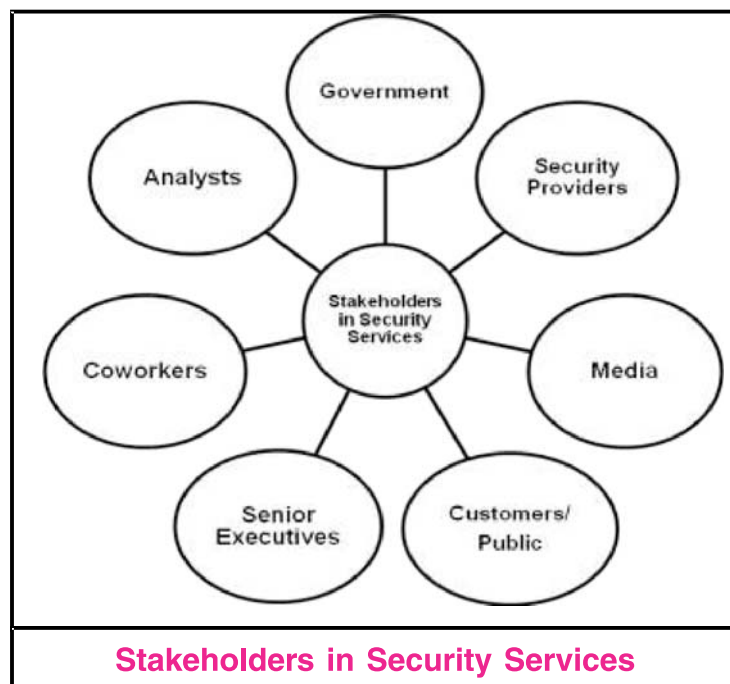 Government
Security
Providers
Media
Customers/
Public
Senior
Executives
Coworkers
Analysts
Stakeholders
in Security
Services
Stakeholders in Security Services